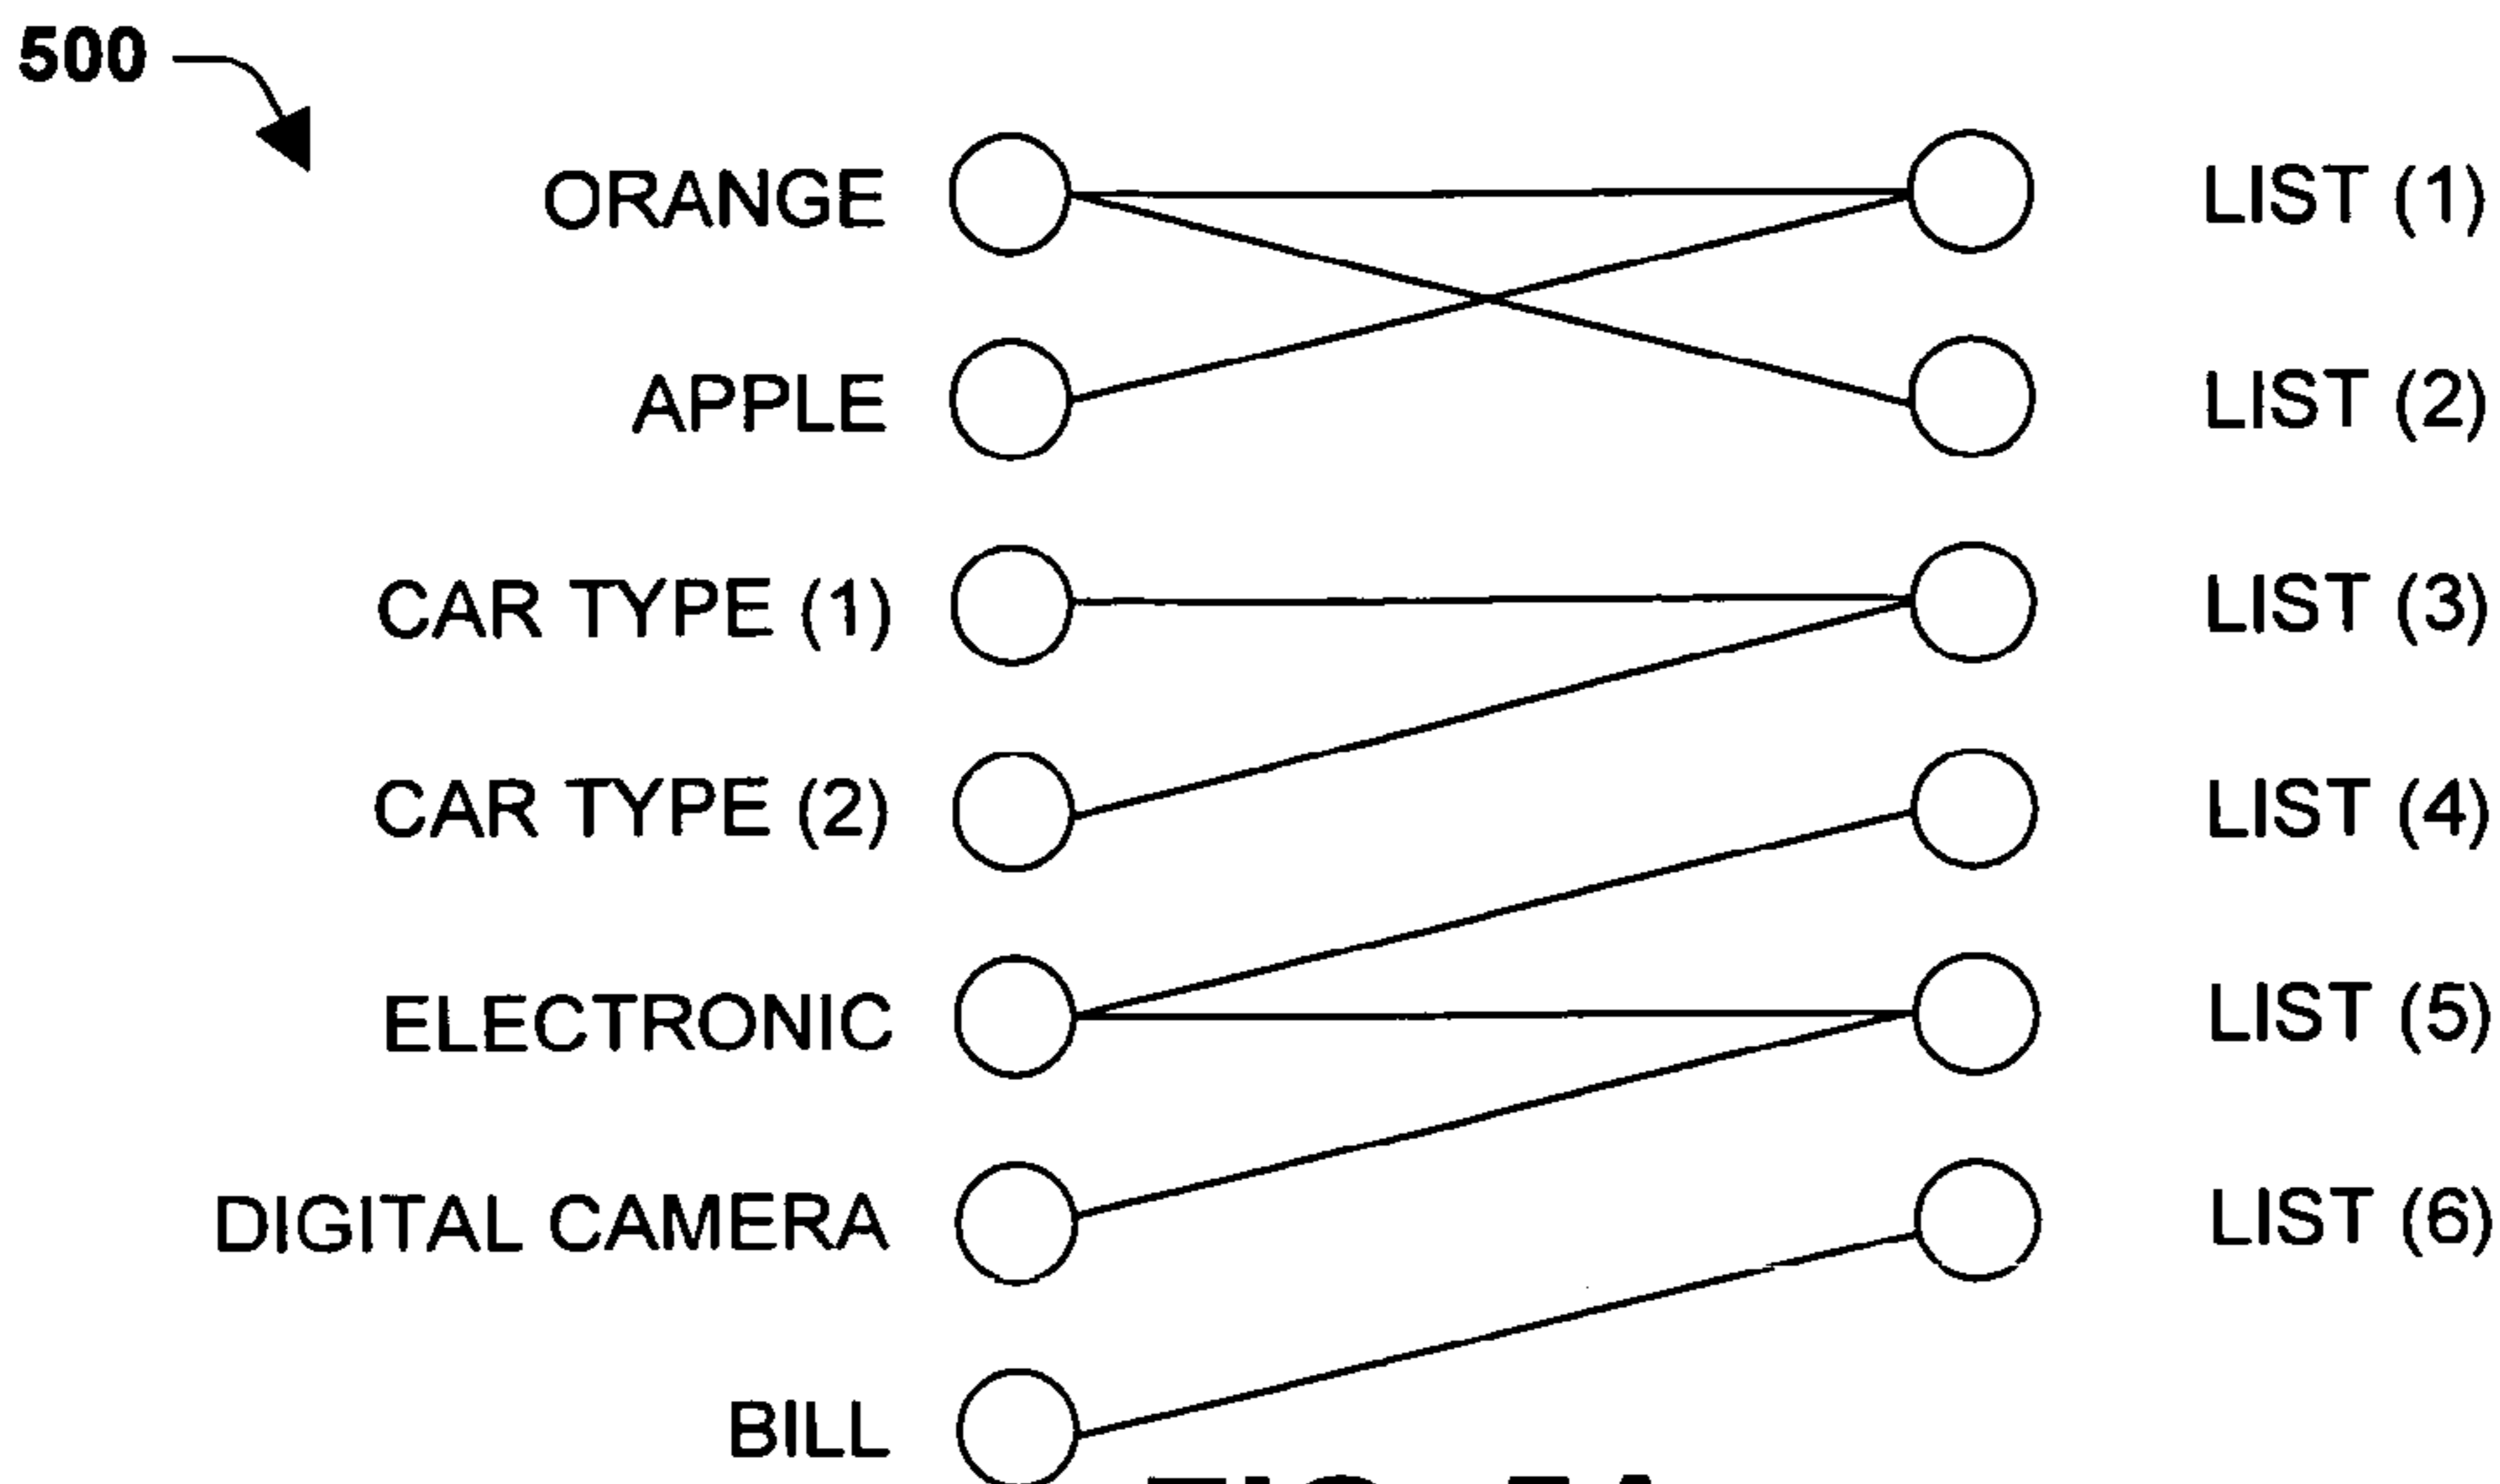 500
ORANGE LIST (1)
APPLE LIST (2)
CAR TYPE (1) LIST (3)
CAR TYPE (2) LIST (4)
ELECTRONIC LIST (5)
DIGITAL CAMERA LIST (6)
BILL